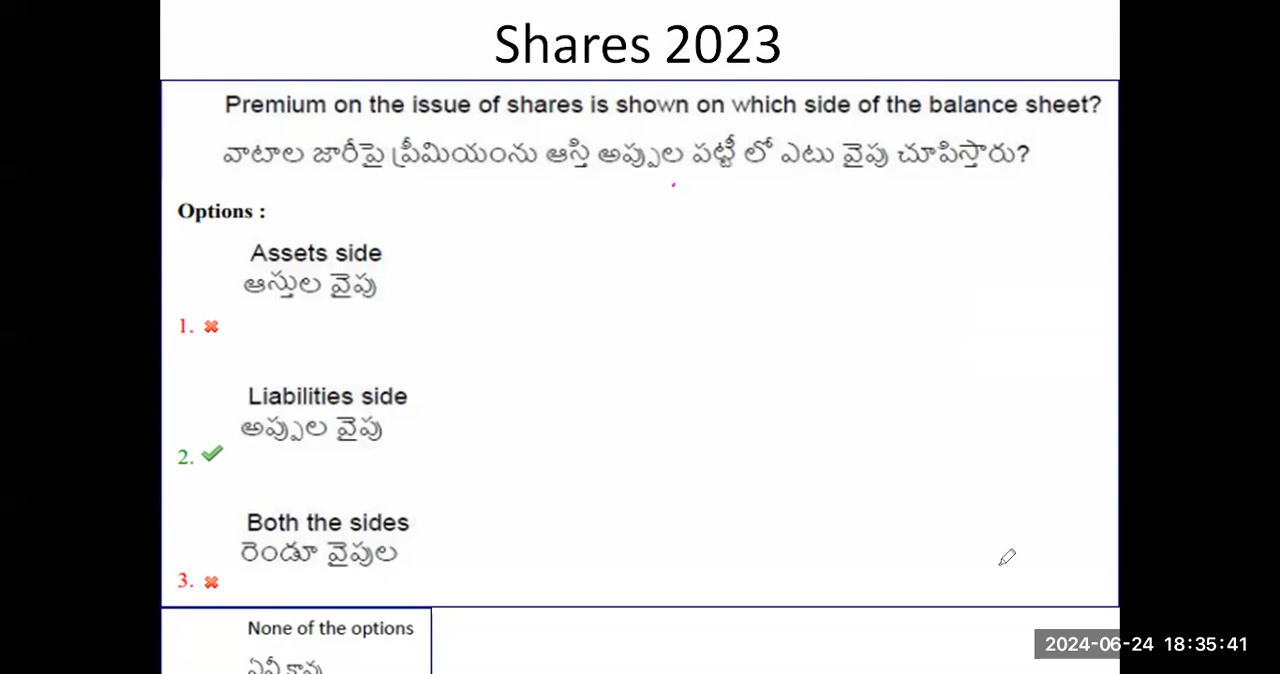 Shares 2023
Premium on the issue of shares is shown on which side of the balance sheet?
వాటాల జారీపై ప్రీమియంను ఆస్తి అప్పుల పట్టీ లో ఎటు వైపు చూపిస్తారు?
Options :
Assets side
ఆస్తుల వైపు
1.
Liabilities side
అప్పుల వైపు
2.
Both the sides
రెండూ వైపుల
3.
None of the options
ఏవీ కావు
2024-06-24 18:35:41